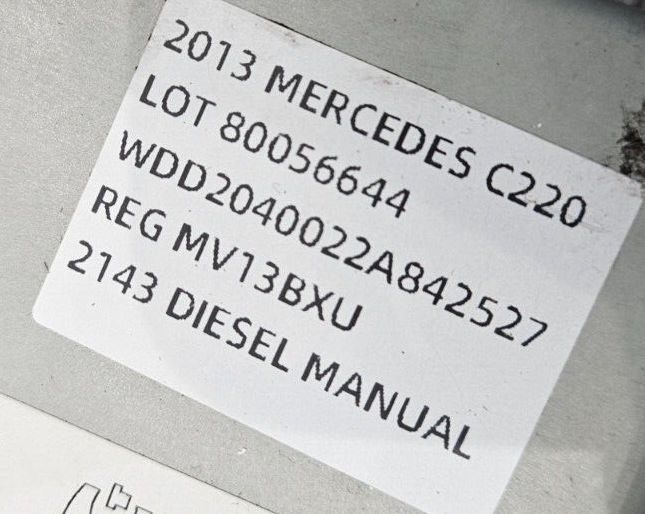 2013 MERCEDES C220
LOT 80056644
WDD2040022A842527
REG MV13BXU
2143 DIESEL MANUAL